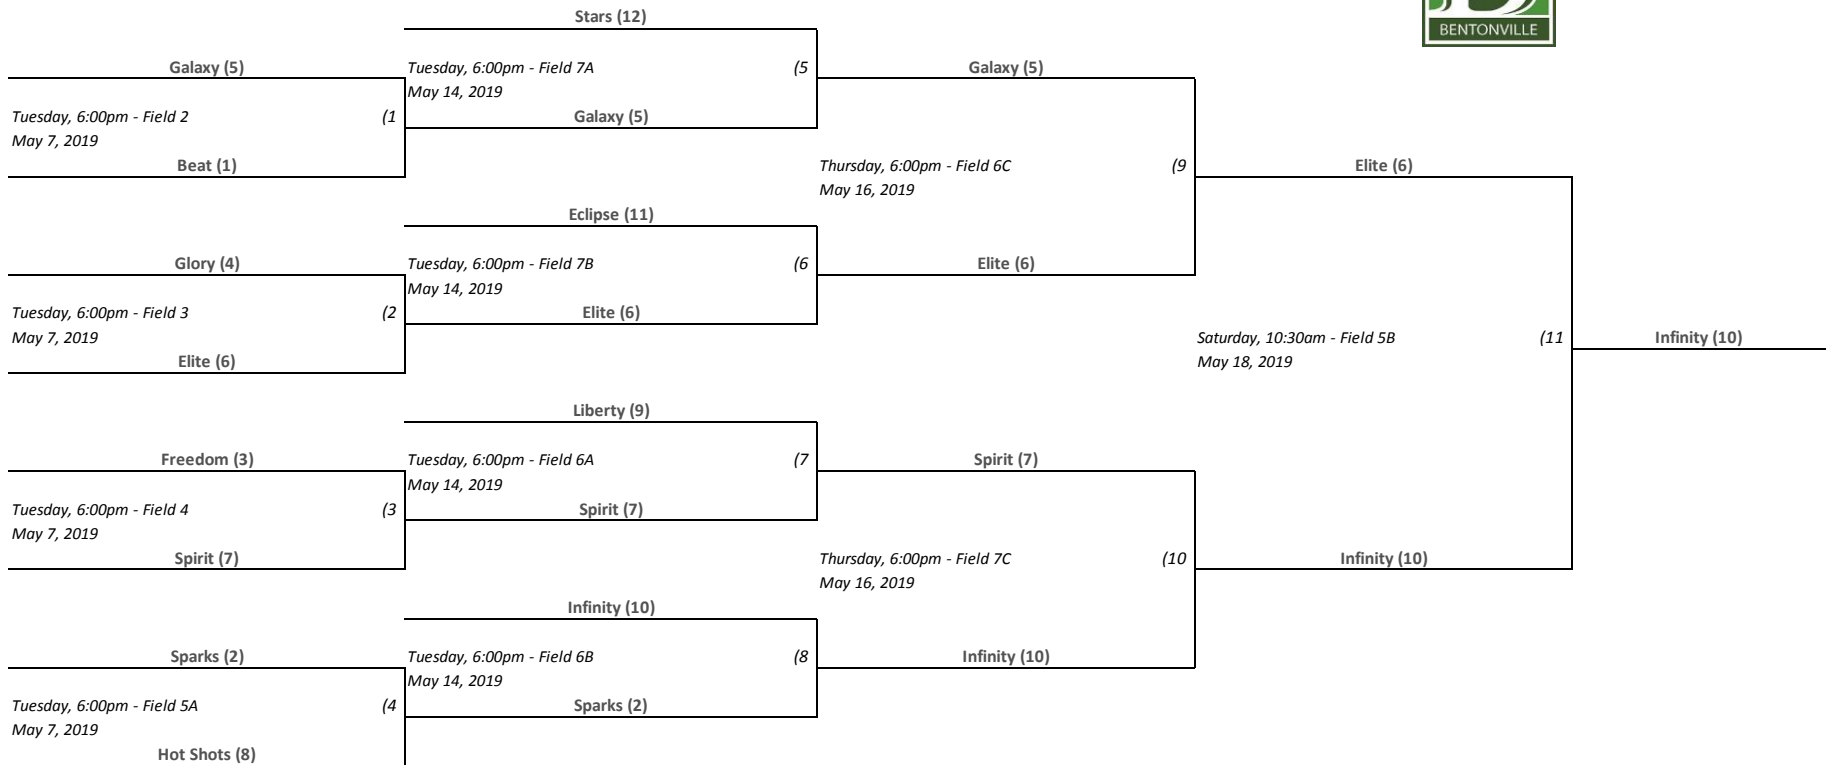 Stars (12)
BENTONVILLE
Galaxy (5)
Tuesday, 6:00pm - Field 7A (5
Galaxy (5)
May 14, 2019
Tuesday, 6:00pm - Field 2 (1
Galaxy (5)
May 7, 2019
Beat (1)
Thursday, 6:00pm - Field 6C (9
Elite (6)
May 16, 2019
Eclipse (11)
Glory (4)
Tuesday, 6:00pm - Field 7B (6
Elite (6)
May 14, 2019
Tuesday, 6:00pm - Field 3 (2
Elite (6)
May 7, 2019
Saturday, 10:30am - Field 5B (11
Infinity (10)
Elite (6)
May 18, 2019
Liberty (9)
Freedom (3)
Tuesday, 6:00pm - Field 6A (7
Spirit (7)
May 14, 2019
Tuesday, 6:00pm - Field 4 (3
Spirit (7)
May 7, 2019
Spirit (7)
Thursday, 6:00pm - Field 7C (10
Infinity (10)
May 16, 2019
Infinity (10)
Sparks (2)
Tuesday, 6:00pm - Field 6B (8
Infinity (10)
May 14, 2019
Tuesday, 6:00pm - Field 5A (4
Sparks (2)
May 7, 2019
Hot Shots (8)